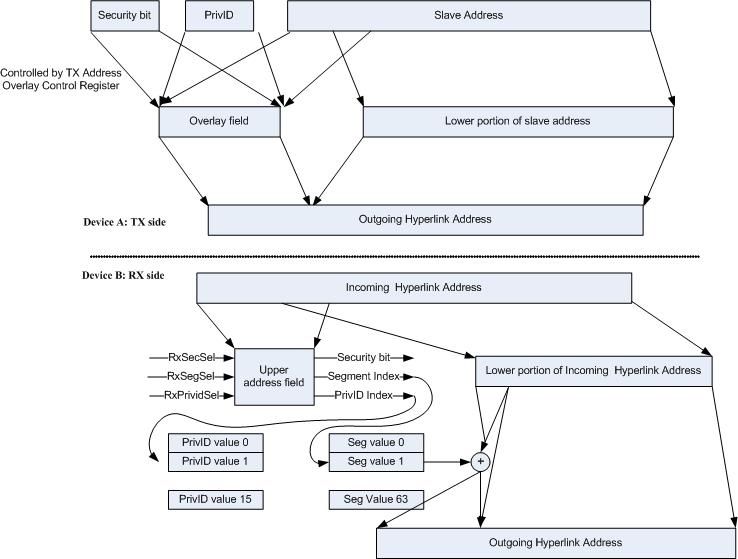 Security bit
PrivID
Slave Address
Controlled by TX Address
Overlay Control Register
Overlay field
Lower portion of slave address
Outgoing Hyperlink Address
Device A: TX side
Device B: RX side
Incoming Hyperlink Address
RxSecSel
RxSegSel
RxPrividSel
Upper
address field
Security bit
Segment Index
PrivID Index
Lower portion of Incoming Hyperlink Address
PrivID value 0
PrivID value 1
PrivID value 15
Seg value 0
Seg value 1
Seg Value 63
+
Outgoing Hyperlink Address